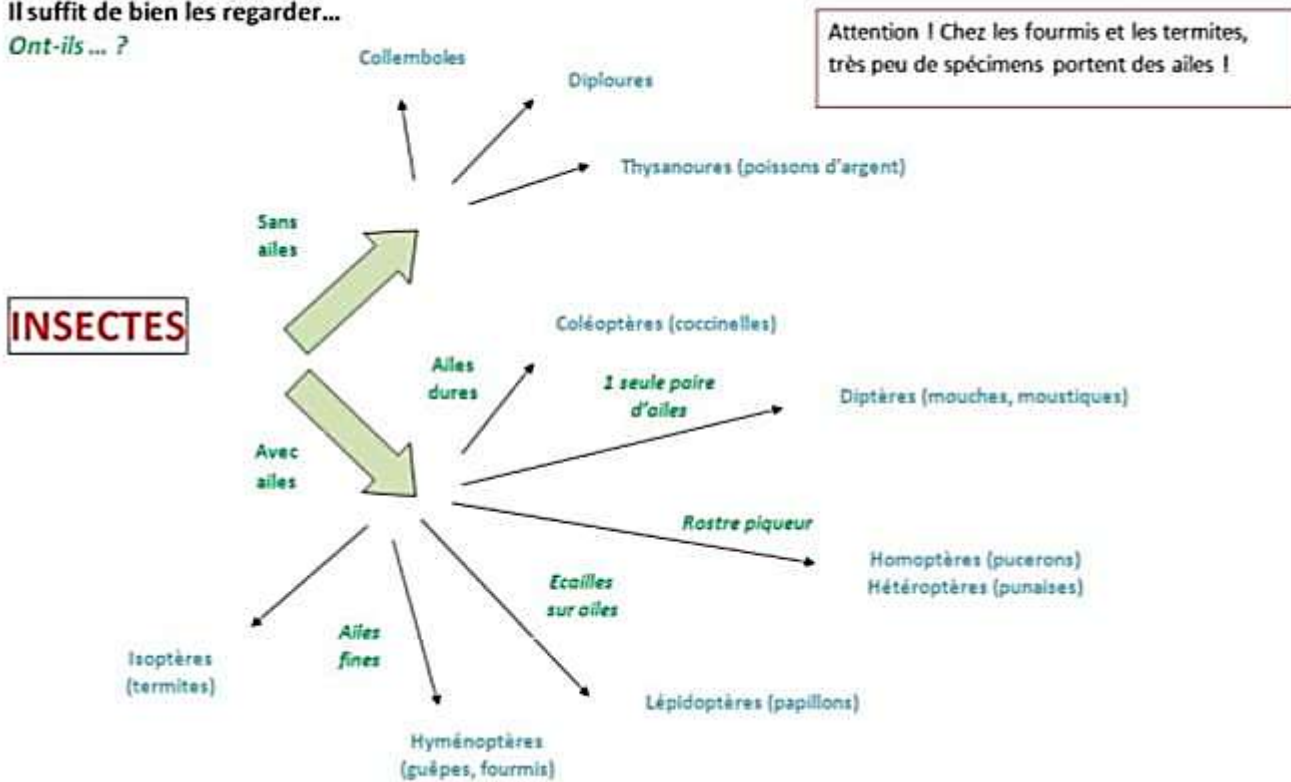 Il suffit de bien les regarder...
Ont-ils ... ?
Attention ! Chez les fourmis et les termites,
très peu de spécimens portent des ailes !
Collemboles
Diploures
Thysanoures (poissons d'argent)
Sans
ailes
INSECTES
Coléoptères (coccinelles)
Ailes
dures
1 seule paire
d'ailes
Diptères (mouches, moustiques)
Avec
ailes
Rostre piqueur
Homoptères (pucerons)
Hétéroptères (punaises)
Ecailles
sur ailes
Ailes
fines
Isoptères
(termites)
Lépidoptères (papillons)
Hyménoptères
(guêpes, fourmis)